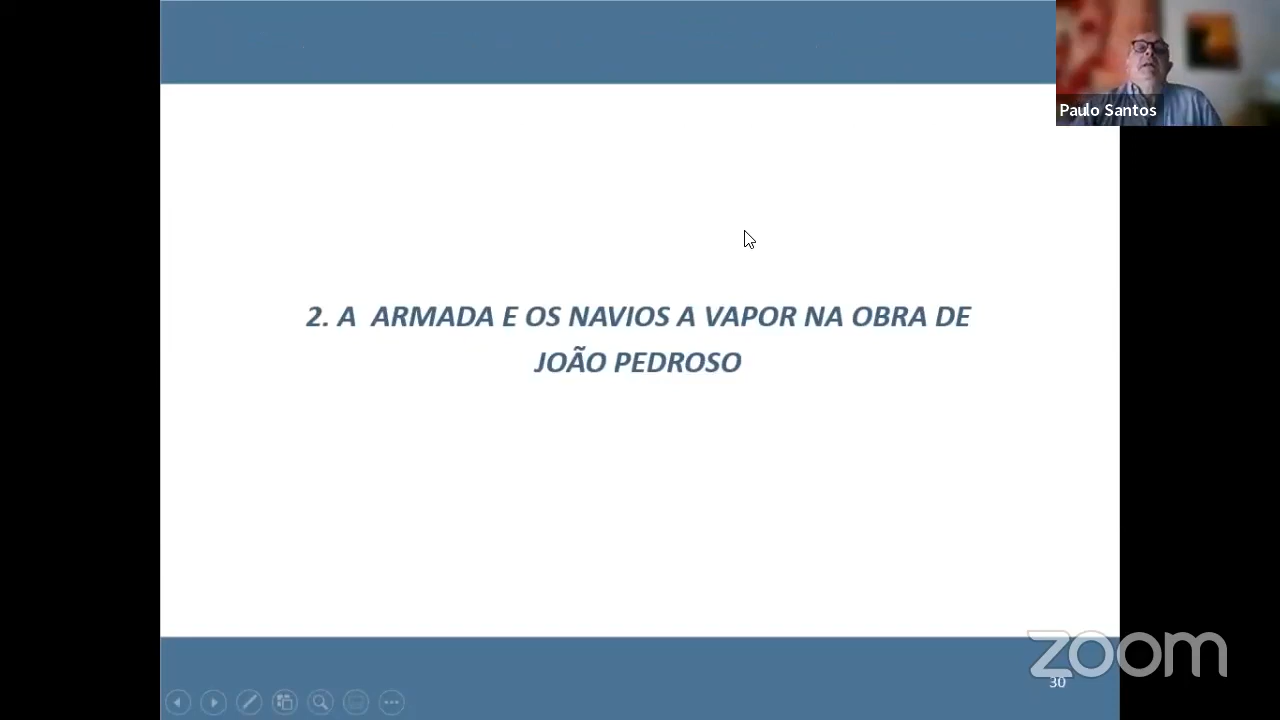 Paulo Santos
2. A  ARMADA E OS NAVIOS A VAPOR NA OBRA DE
JOÃO PEDROSO
zoom
30